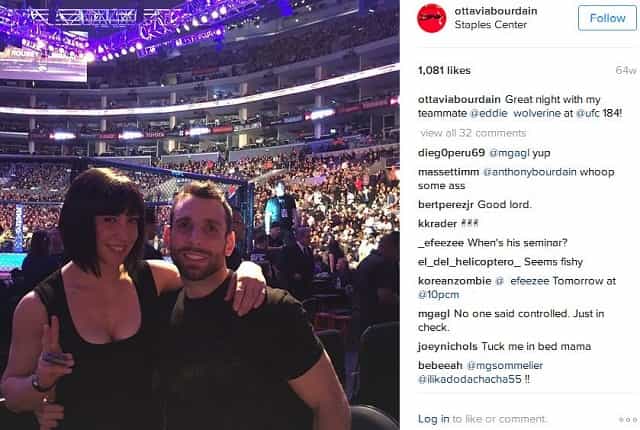 ROUSEY
ottaviabourdain
Staples Center
Follow
1,081 likes
64w
ottaviabourdain Great night with my
teammate @eddie_wolverine at @ufc 184!
view all 32 comments
dieg0peru69 @mgagl yup
massettimm @anthonybourdain whoop
some ass
bertperezjr Good lord.
kkrader ✌✌✌
_efeezee When's his seminar?
el_del_helicoptero_ Seems fishy
koreanzombie @_efeezee Tomorrow at
@10pcm
mgagl No one said controlled. Just in
check.
joeynichols Tuck me in bed mama
bebeeah @mgsommelier
@ilikadodachacha55 !!
Log in to like or comment.